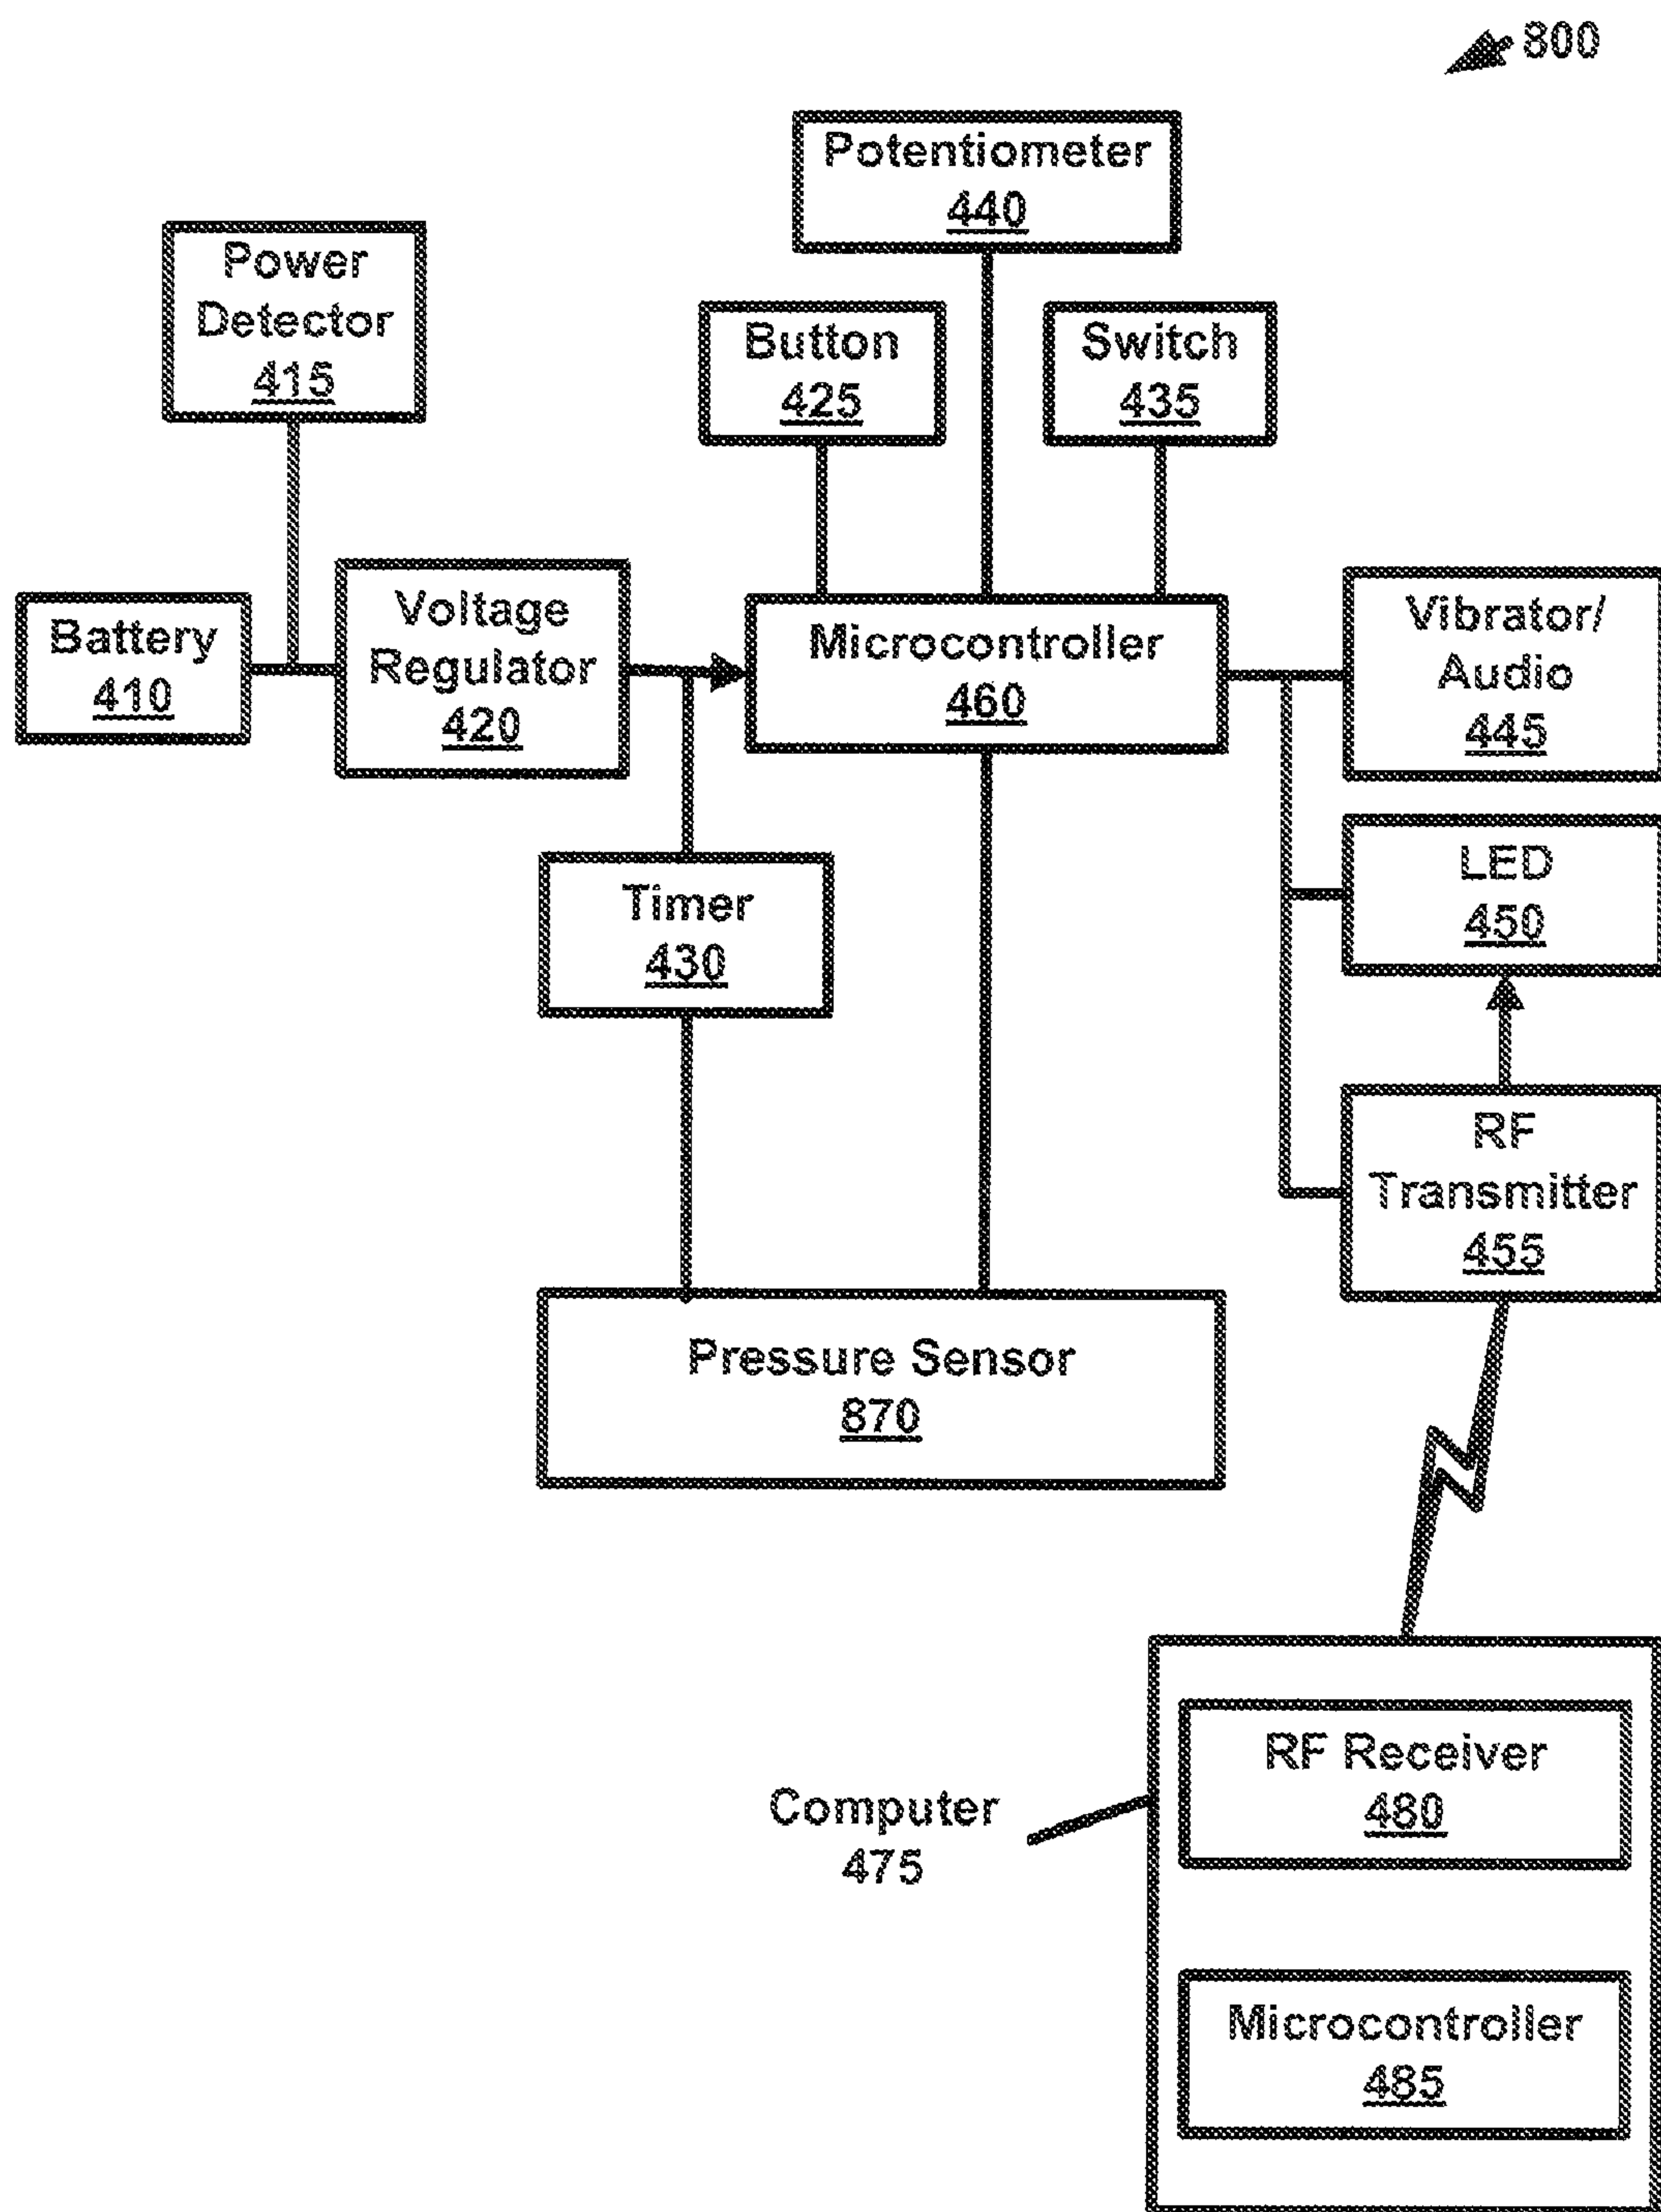 800
Potentiometer
440
Power
Detector
415
Button
425
Switch
435
Battery
410
Voltage
Regulator
420
Microcontroller
460
Vibrator/
Audio
445
Timer
430
LED
450
RF
Transmitter
455
Pressure Sensor
870
Computer
475
RF Receiver
480
Microcontroller
485